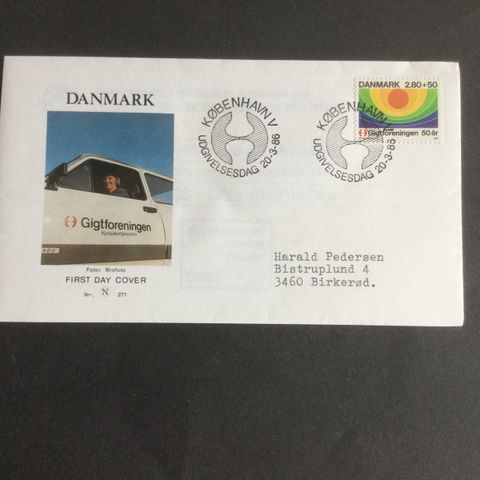 DANMARK
Gigtforeningen
Konsulenttjenesten
Foto: Biofoto
FIRST DAY COVER
Nr. N 271
KØBENHAVN V
UDGIVELSESDAG 20-3-86
DANMARK 2.80+50
Gigtforeningen 50 år
KØBENHAVN V
UDGIVELSESDAG 20-3-86
Harald Pedersen
Bistruplund 4
3460 Birkerød.